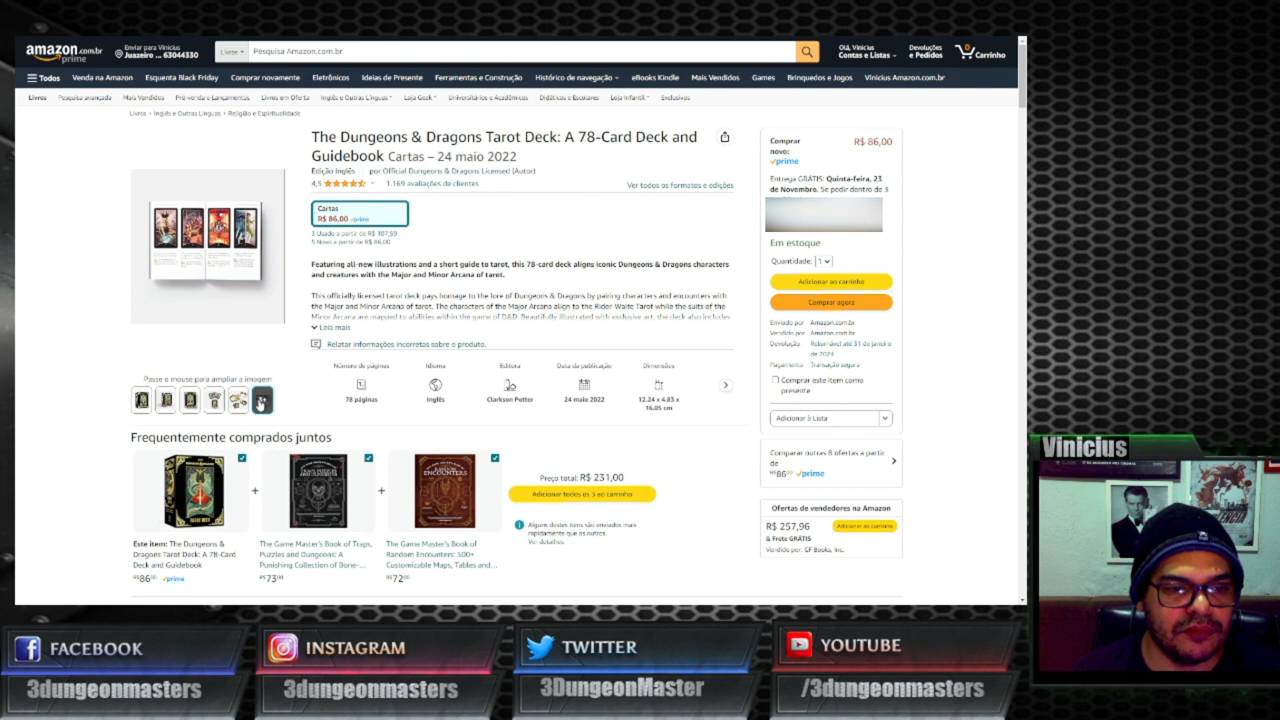 amazon.com.br
prime
Enviar para Vinicius
Juazeiro ... 63044330
Livros
Pesquisa Amazon.com.br
Olá, Vinicius
Contas e Listas
Devoluções
e Pedidos
0
Carrinho
Todos
Venda na Amazon
Esquenta Black Friday
Comprar novamente
Eletrônicos
Ideias de Presente
Ferramentas e Construção
Histórico de navegação
eBooks Kindle
Mais Vendidos
Games
Brinquedos e Jogos
Vinicius Amazon.com.br
Livros
Pesquisa avançada
Mais Vendidos
Pré-venda e Lançamentos
Livros em Oferta
Inglês e Outras Línguas
Loja Geek
Universitários e Acadêmicos
Didáticos e Escolares
Loja Infantil
Exclusivos
Livros › Inglês e Outras Línguas › Religião e Espiritualidade
The Dungeons & Dragons Tarot Deck: A 78-Card Deck and
Guidebook Cartas – 24 maio 2022
Edição Inglês por Official Dungeons & Dragons Licensed (Autor)
4,5 1.169 avaliações de clientes
Ver todos os formatos e edições
Cartas
R$ 86,00 prime
3 Usado a partir de R$ 107,59
5 Novo a partir de R$ 86,00
Featuring all-new illustrations and a short guide to tarot, this 78-card deck aligns iconic Dungeons & Dragons characters
and creatures with the Major and Minor Arcana of tarot.
This officially licensed tarot deck pays homage to the lore of Dungeons & Dragons by pairing characters and encounters with
the Major and Minor Arcana of tarot. The characters of the Major Arcana align to the Rider Waite Tarot while the suits of the
Minor Arcana are mapped to abilities within the game of D&D. Beautifully illustrated with exclusive art, the deck also includes
Leia mais
Relatar informações incorretas sobre o produto.
Número de páginas
78 páginas
Idioma
Inglês
Editora
Clarkson Potter
Data da publicação
24 maio 2022
Dimensões
12.24 x 4.83 x
16.05 cm
Passe o mouse para ampliar a imagem
Comprar
novo:
prime
R$ 86,00
Entrega GRÁTIS: Quinta-feira, 23
de Novembro. Se pedir dentro de 3
Em estoque
Quantidade: 1
Adicionar ao carrinho
Comprar agora
Enviado por Amazon.com.br
Vendido por Amazon.com.br
Devolução Retornável até 31 de janeiro
de 2024
Pagamento Transação segura
Comprar este item como
presente
Adicionar à Lista
Comparar outras 8 ofertas a partir
de
R$86⁰⁰ prime
Ofertas de vendedores na Amazon
R$ 257,96
Adicionar ao carrinho
& Frete GRÁTIS
Vendido por: GF Books, Inc.
Frequentemente comprados juntos
+
+
RANDOM
ENCOUNTERS
Este item: The Dungeons &
Dragons Tarot Deck: A 78-Card
Deck and Guidebook
R$86⁰⁰ prime
The Game Master's Book of Traps,
Puzzles and Dungeons: A
Punishing Collection of Bone-...
R$73⁰⁰
The Game Master's Book of
Random Encounters: 500+
Customizable Maps, Tables and...
R$72⁰⁰
Preço total: R$ 231,00
Adicionar todos os 3 ao carrinho
Alguns destes itens são enviados mais
rapidamente que os outros.
Ver detalhes
Vinicius
FACEBOOK
3dungeonmasters
INSTAGRAM
3dungeonmasters
TWITTER
3DungeonMaster
YOUTUBE
/3dungeonmasters